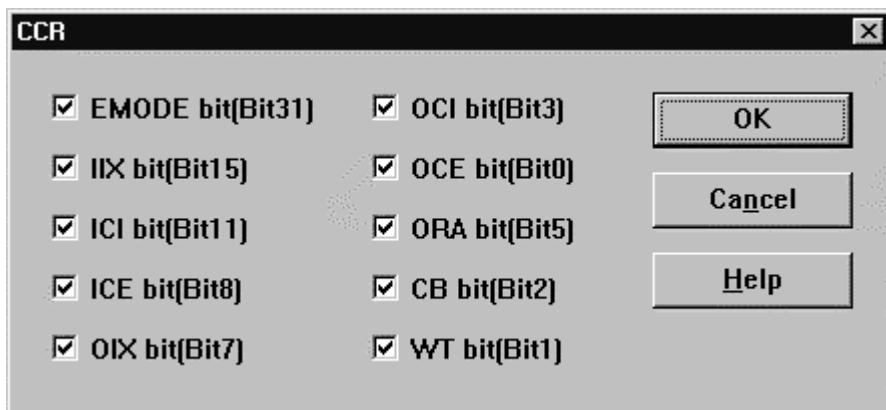 CCR
EMODE bit(Bit31)
IIX bit(Bit15)
ICI bit(Bit11)
ICE bit(Bit8)
OIX bit(Bit7)
OCI bit(Bit3)
OCE bit(Bit0)
ORA bit(Bit5)
CB bit(Bit2)
WT bit(Bit1)
OK
Cancel
Help